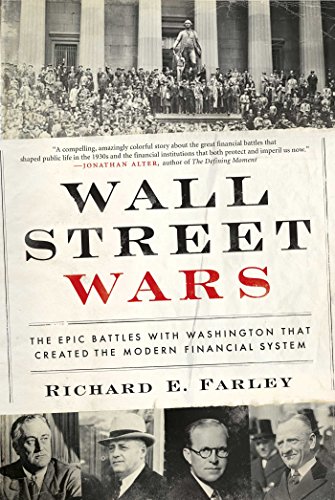 "A compelling, amazingly colorful story about the great financial battles that
shaped public life in the 1930s and the financial institutions that both protect and imperil us now."
—JONATHAN ALTER, author of The Defining Moment
WALL
STREET
WARS
THE EPIC BATTLES WITH WASHINGTON THAT
CREATED THE MODERN FINANCIAL SYSTEM
RICHARD E. FARLEY